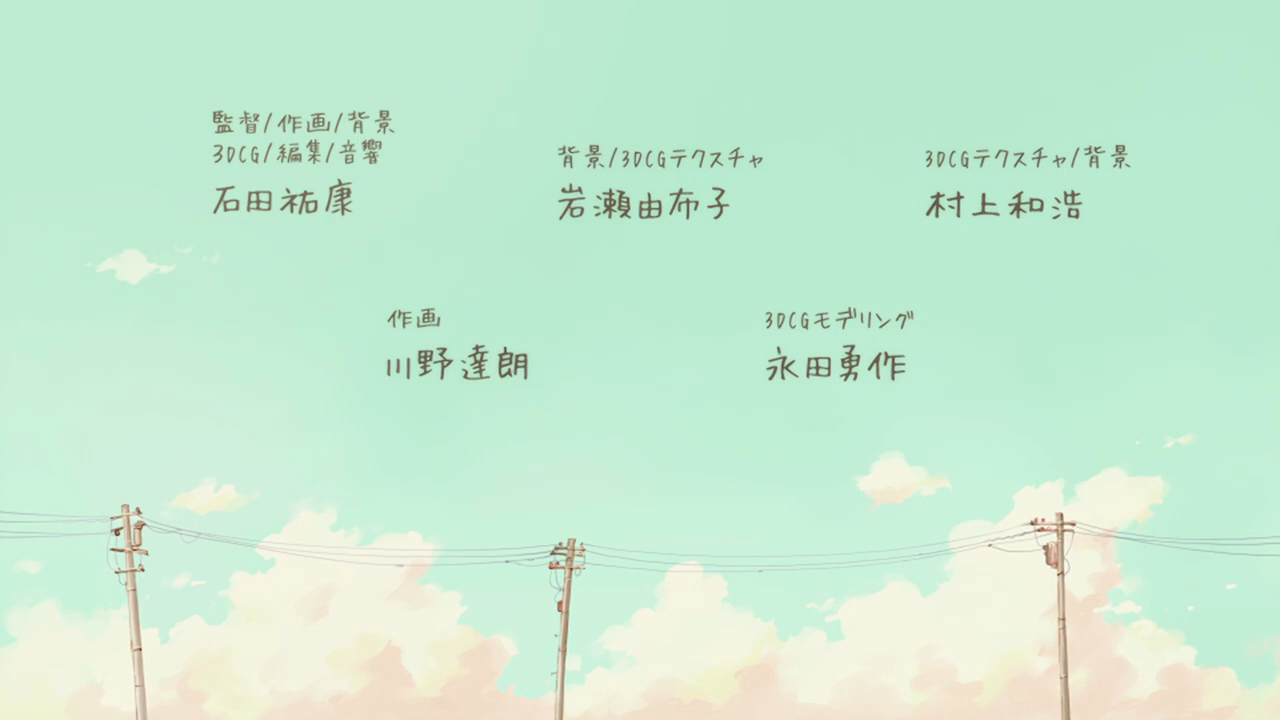 監督/作画/背景
3DCG/編集/音響
石田祐康
背景/3DCGテクスチャ
岩瀬由布子
3DCGテクスチャ/背景
村上和浩
作画
川野達朗
3DCGモデリング
永田勇作